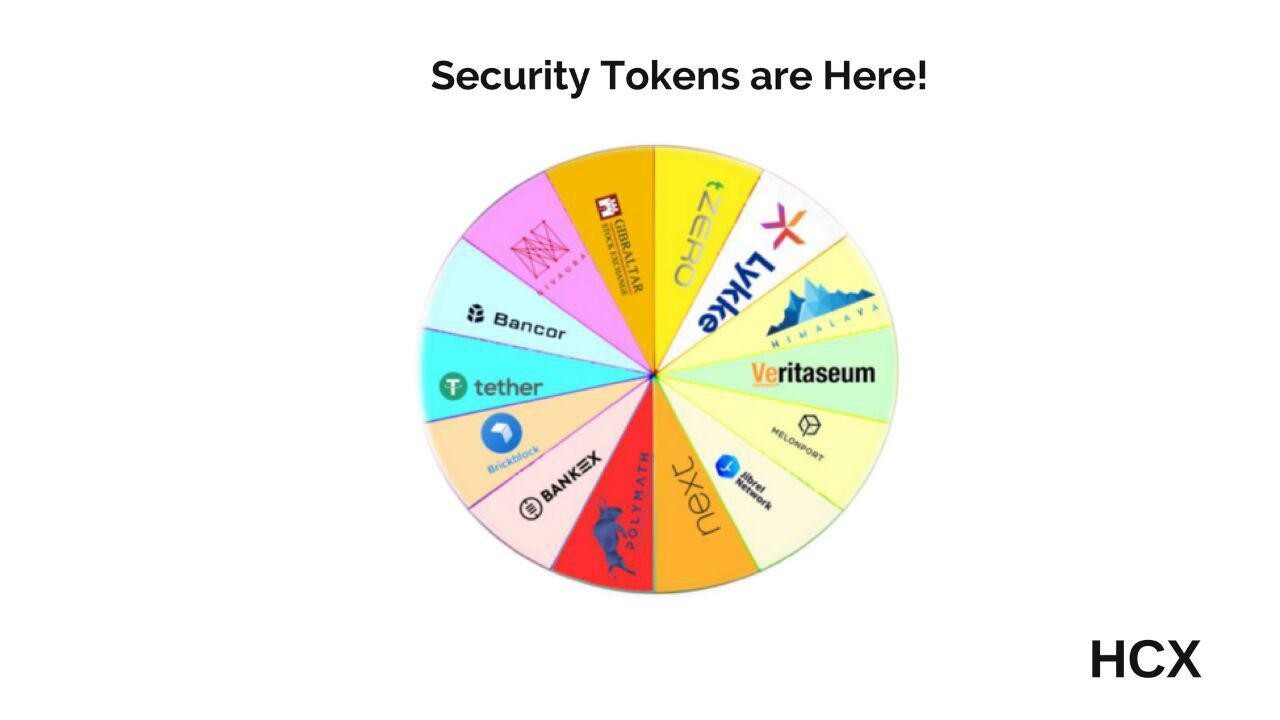 Security Tokens are Here!
tZERO
Lykke
HIMALAYA
Veritaseum
MELONPORT
jibrel
Network
next
POLYMATH
BANKEX
Brickblock
tether
Bancor
NIVAURA
GIBRALTAR
STOCK EXCHANGE
HCX